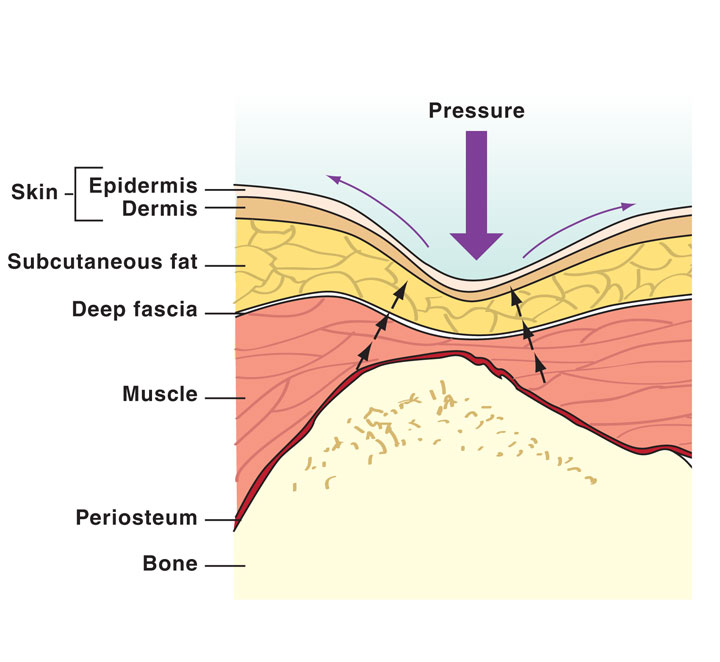 Pressure
Skin
Epidermis
Dermis
Subcutaneous fat
Deep fascia
Muscle
Periosteum
Bone